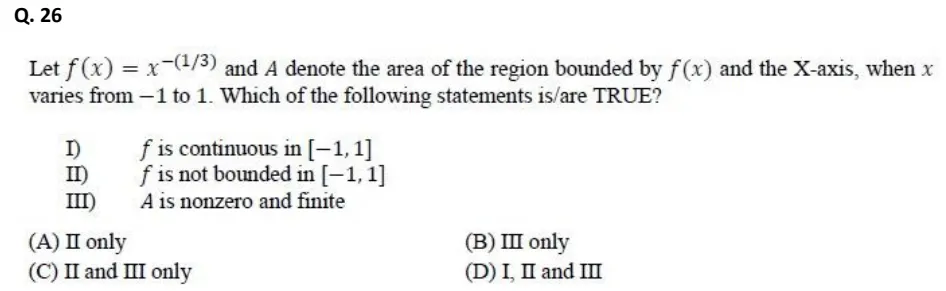 Q. 26
Let f(x) = x^{-(1/3)} and A denote the area of the region bounded by f(x) and the X-axis, when x
varies from −1 to 1. Which of the following statements is/are TRUE?
I) f is continuous in [−1, 1]
II) f is not bounded in [−1, 1]
III) A is nonzero and finite
(A) II only (B) III only
(C) II and III only (D) I, II and III